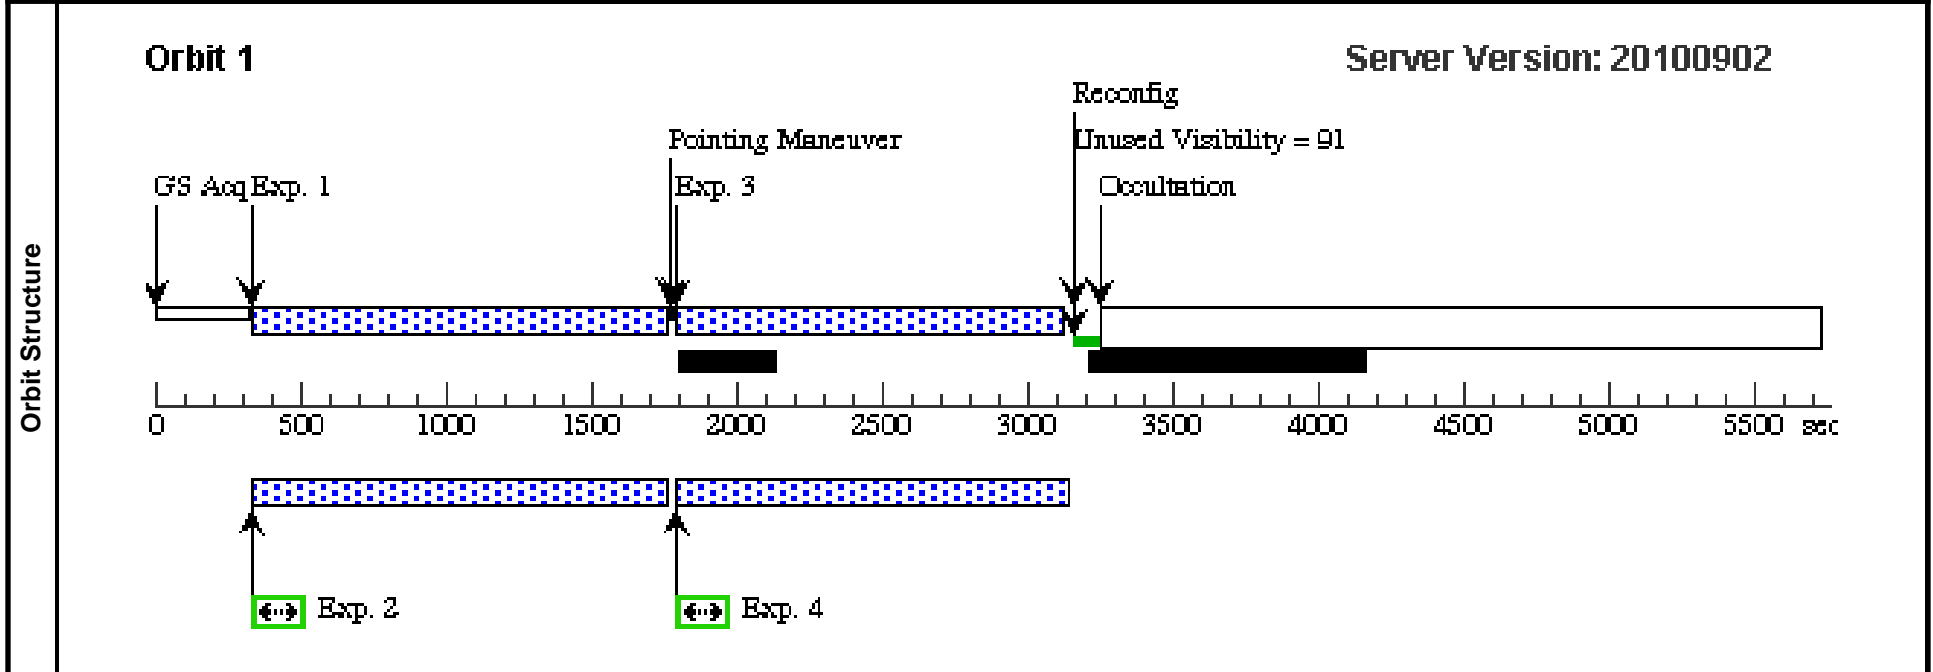 Orbit Structure
Orbit 1
Server Version: 20100902
Reconfig
Pointing Maneuver
Unused Visibility = 91
GS Acq
Exp. 1
Exp. 3
Occultation
0 500 1000 1500 2000 2500 3000 3500 4000 4500 5000 5500 sec
Exp. 2
Exp. 4